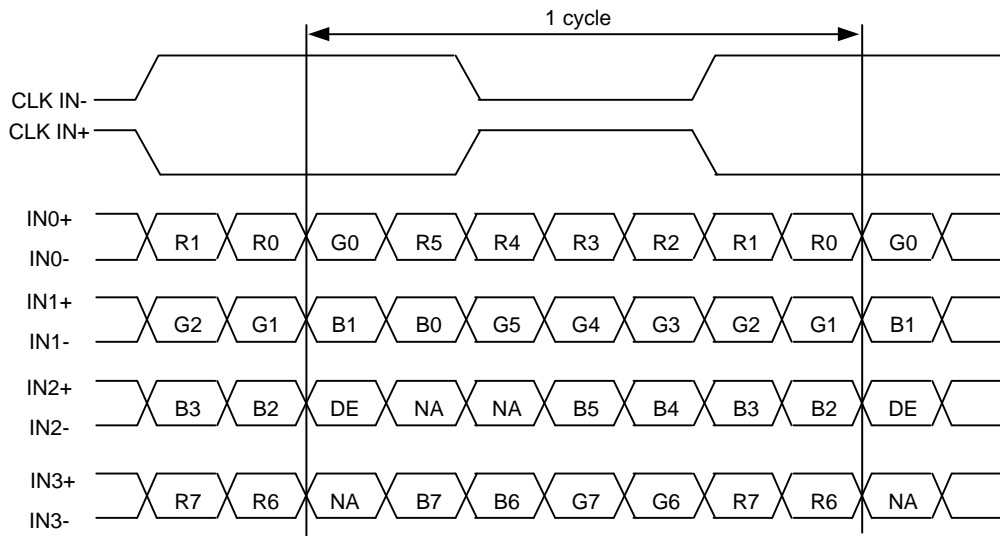 1 cycle
CLK IN-
CLK IN+
IN0+
R1 R0 G0 R5 R4 R3 R2 R1 R0 G0
IN0-
IN1+
G2 G1 B1 B0 G5 G4 G3 G2 G1 B1
IN1-
IN2+
B3 B2 DE NA NA B5 B4 B3 B2 DE
IN2-
IN3+
R7 R6 NA B7 B6 G7 G6 R7 R6 NA
IN3-